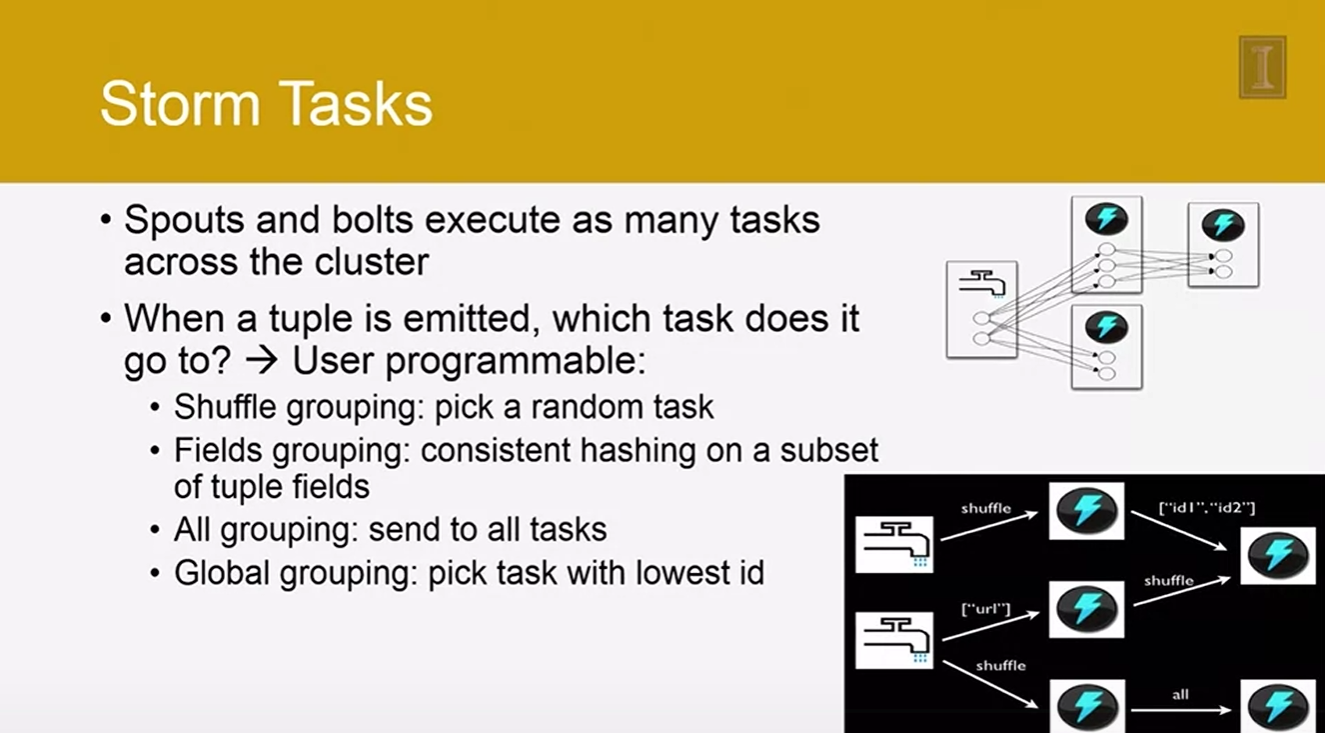 Storm Tasks
I
• Spouts and bolts execute as many tasks
across the cluster
• When a tuple is emitted, which task does it
go to? → User programmable:
• Shuffle grouping: pick a random task
• Fields grouping: consistent hashing on a subset
of tuple fields
• All grouping: send to all tasks
• Global grouping: pick task with lowest id
shuffle
["id1","id2"]
shuffle
["url"]
shuffle
all